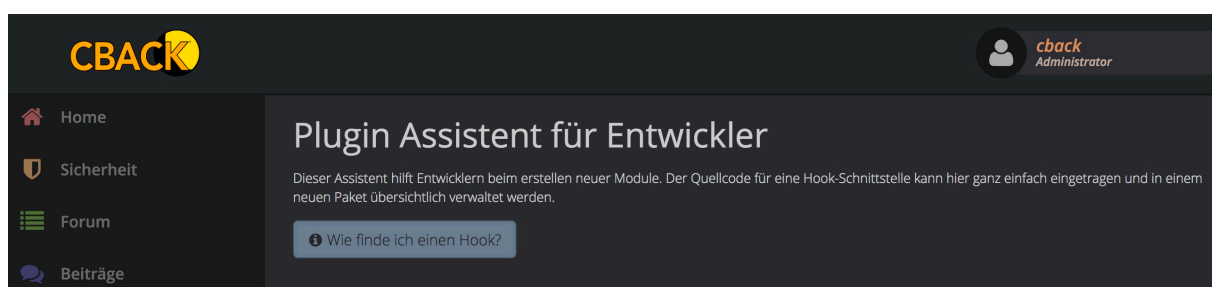 CBACK
cback
Administrator
Home
Sicherheit
Forum
Beiträge
Plugin Assistent für Entwickler
Dieser Assistent hilft Entwicklern beim erstellen neuer Module. Der Quellcode für eine Hook-Schnittstelle kann hier ganz einfach eingetragen und in einem
neuen Paket übersichtlich verwaltet werden.
Wie finde ich einen Hook?